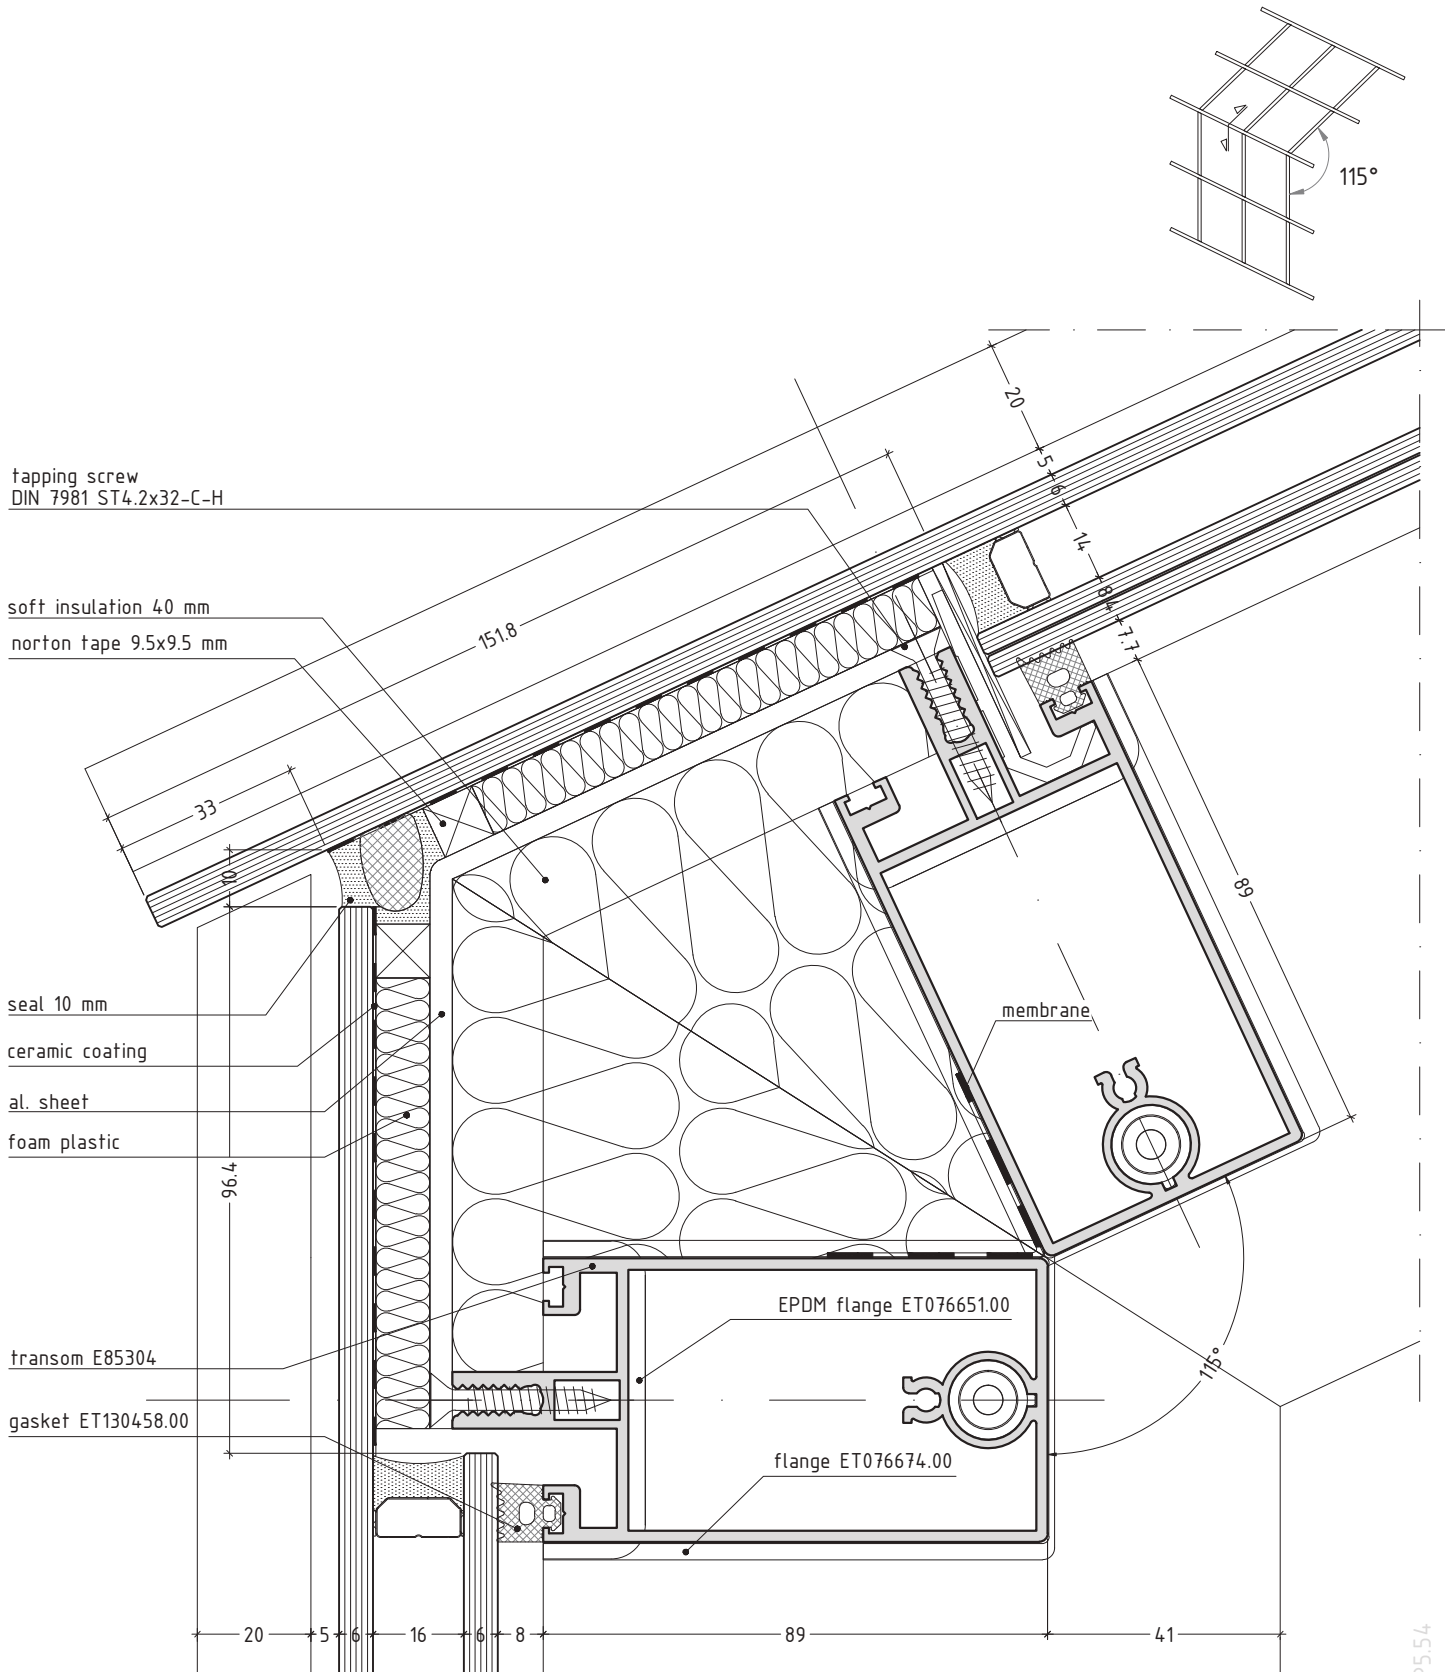 115°
20
5
6
14
8
4
7.7
tapping screw
DIN 7981 ST4.2x32-C-H
soft insulation 40 mm
norton tape 9.5x9.5 mm
151.8
33
10
89
seal 10 mm
membrane
ceramic coating
al. sheet
foam plastic
96.4
EPDM flange ET076651.00
transom E85304
115°
gasket ET130458.00
flange ET076674.00
20
5
6
16
6
8
89
41
P5.54